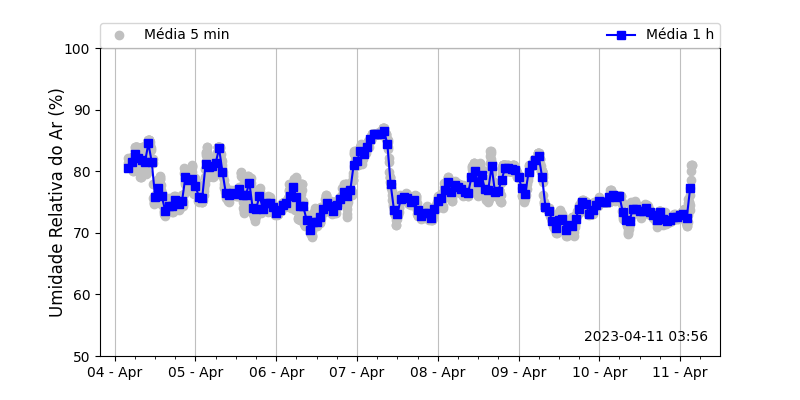 Média 5 min
Média 1 h
100
90
80
70
60
50
Umidade Relativa do Ar (%)
2023-04-11 03:56
04 - Apr
05 - Apr
06 - Apr
07 - Apr
08 - Apr
09 - Apr
10 - Apr
11 - Apr